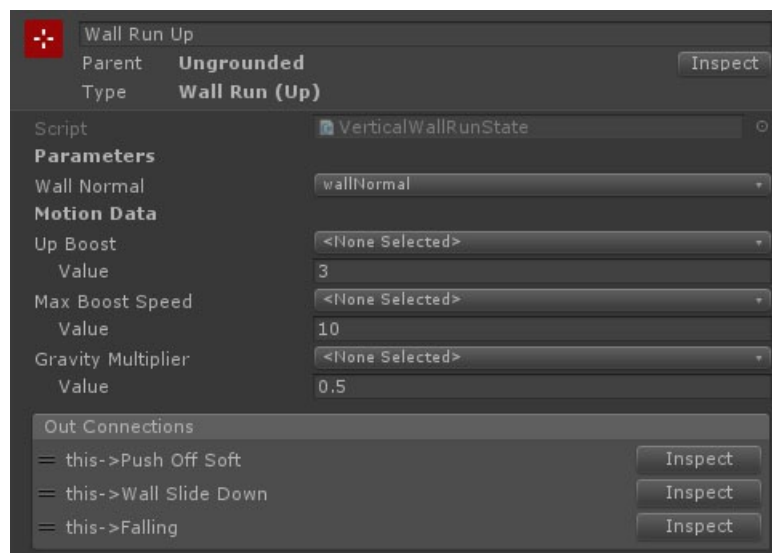 Wall Run Up
Parent Ungrounded Inspect
Type Wall Run (Up)
Script VerticalWallRunState
Parameters
Wall Normal wallNormal
Motion Data
Up Boost <None Selected>
Value 3
Max Boost Speed <None Selected>
Value 10
Gravity Multiplier <None Selected>
Value 0.5
Out Connections
this->Push Off Soft Inspect
this->Wall Slide Down Inspect
this->Falling Inspect